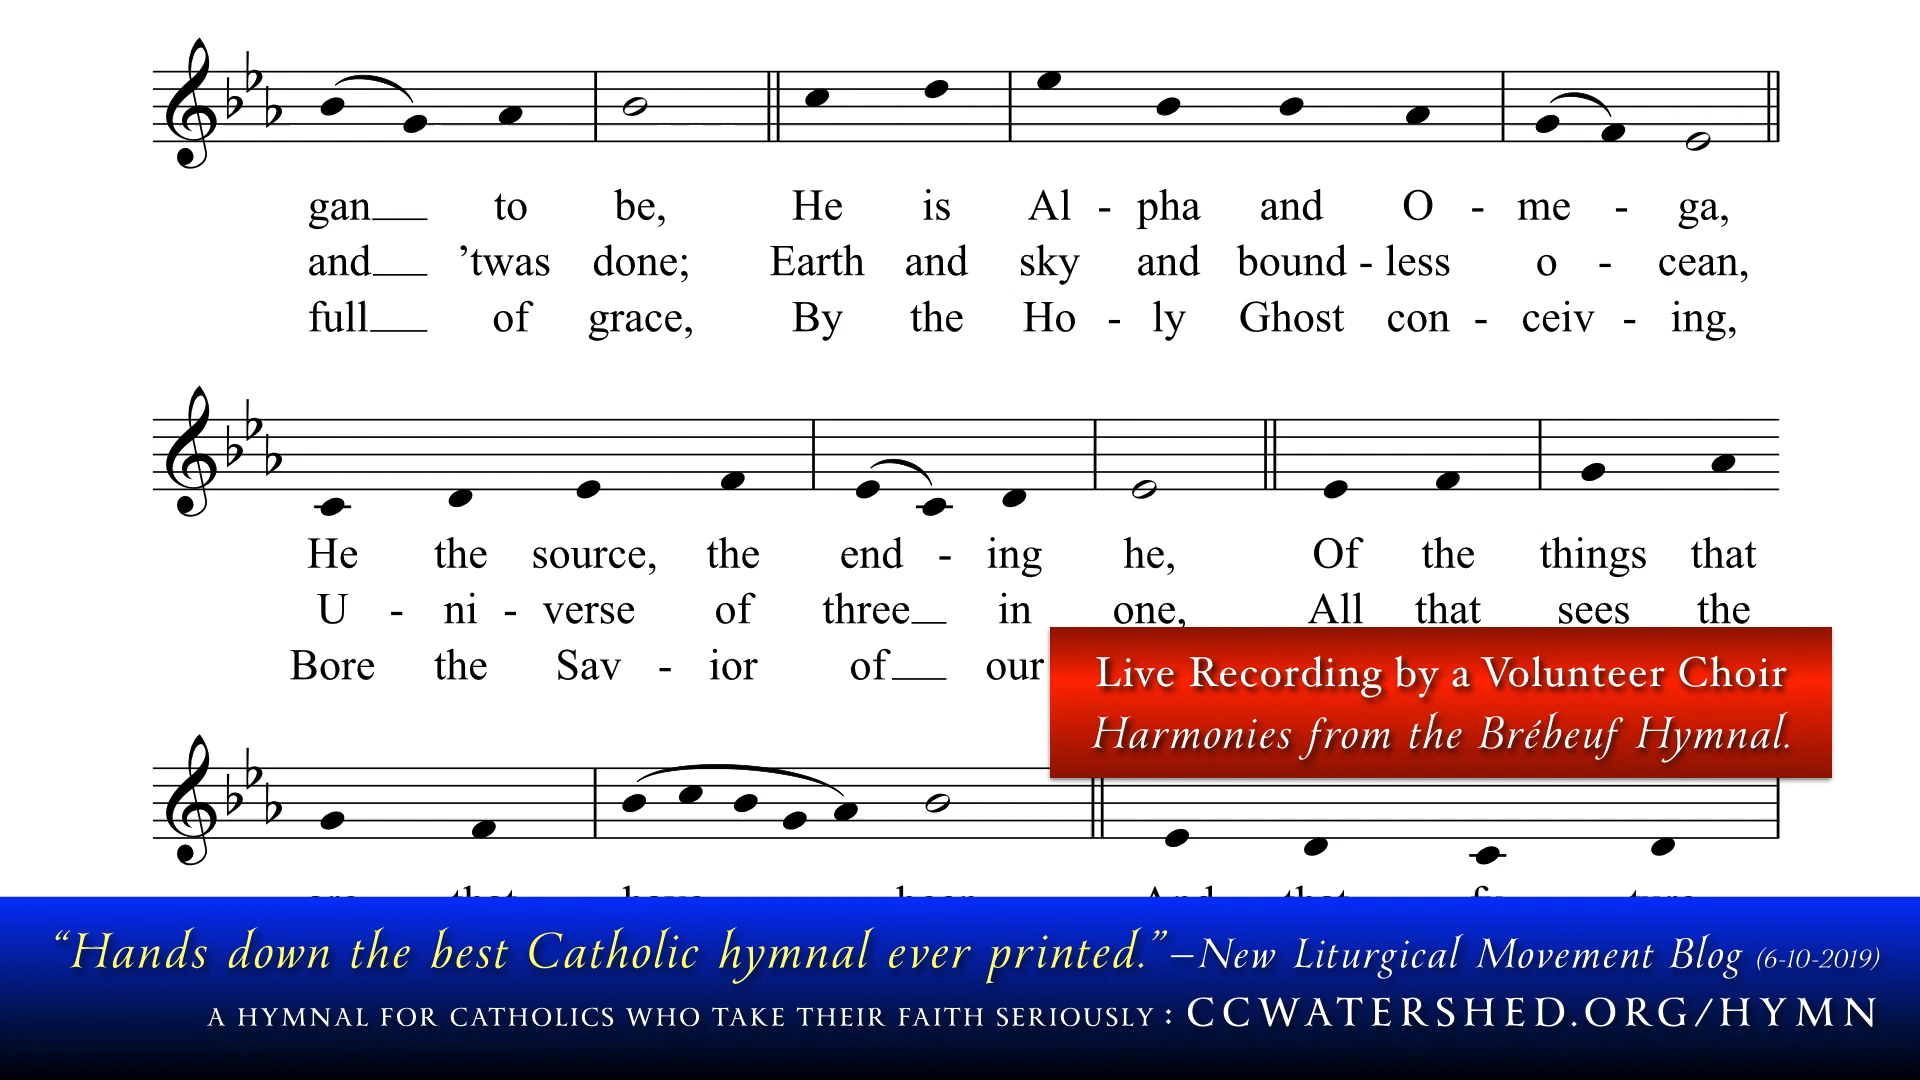 gan to be, He is Al - pha and O - me - ga,
and ’twas done; Earth and sky and bound - less o - cean,
full of grace, By the Ho - ly Ghost con - ceiv - ing,
He the source, the end - ing he, Of the things that
U - ni - verse of three in one, All that sees the
Bore the Sav - ior of our
Live Recording by a Volunteer Choir
Harmonies from the Brébeuf Hymnal.
“Hands down the best Catholic hymnal ever printed.” –New Liturgical Movement Blog (6-10-2019)
A HYMNAL FOR CATHOLICS WHO TAKE THEIR FAITH SERIOUSLY : CCWATERSHED.ORG/HYMN